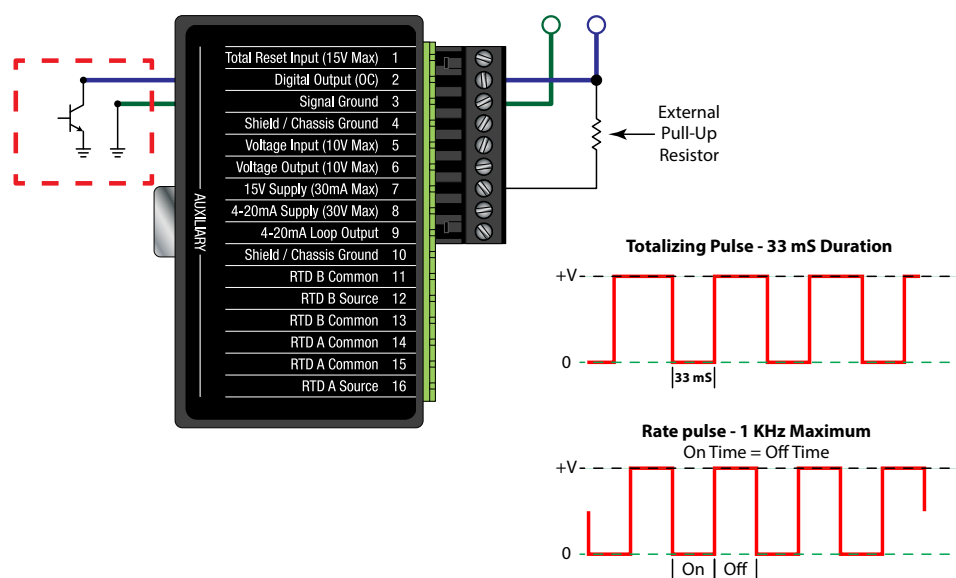 AUXILIARY
Total Reset Input (15V Max) 1
Digital Output (OC) 2
Signal Ground 3
Shield / Chassis Ground 4
Voltage Input (10V Max) 5
Voltage Output (10V Max) 6
15V Supply (30mA Max) 7
4-20mA Supply (30V Max) 8
4-20mA Loop Output 9
Shield / Chassis Ground 10
RTD B Common 11
RTD B Source 12
RTD B Common 13
RTD A Common 14
RTD A Common 15
RTD A Source 16
External
Pull-Up
Resistor
Totalizing Pulse - 33 mS Duration
+V
0
33 mS
Rate pulse - 1 KHz Maximum
On Time = Off Time
+V
0
On Off